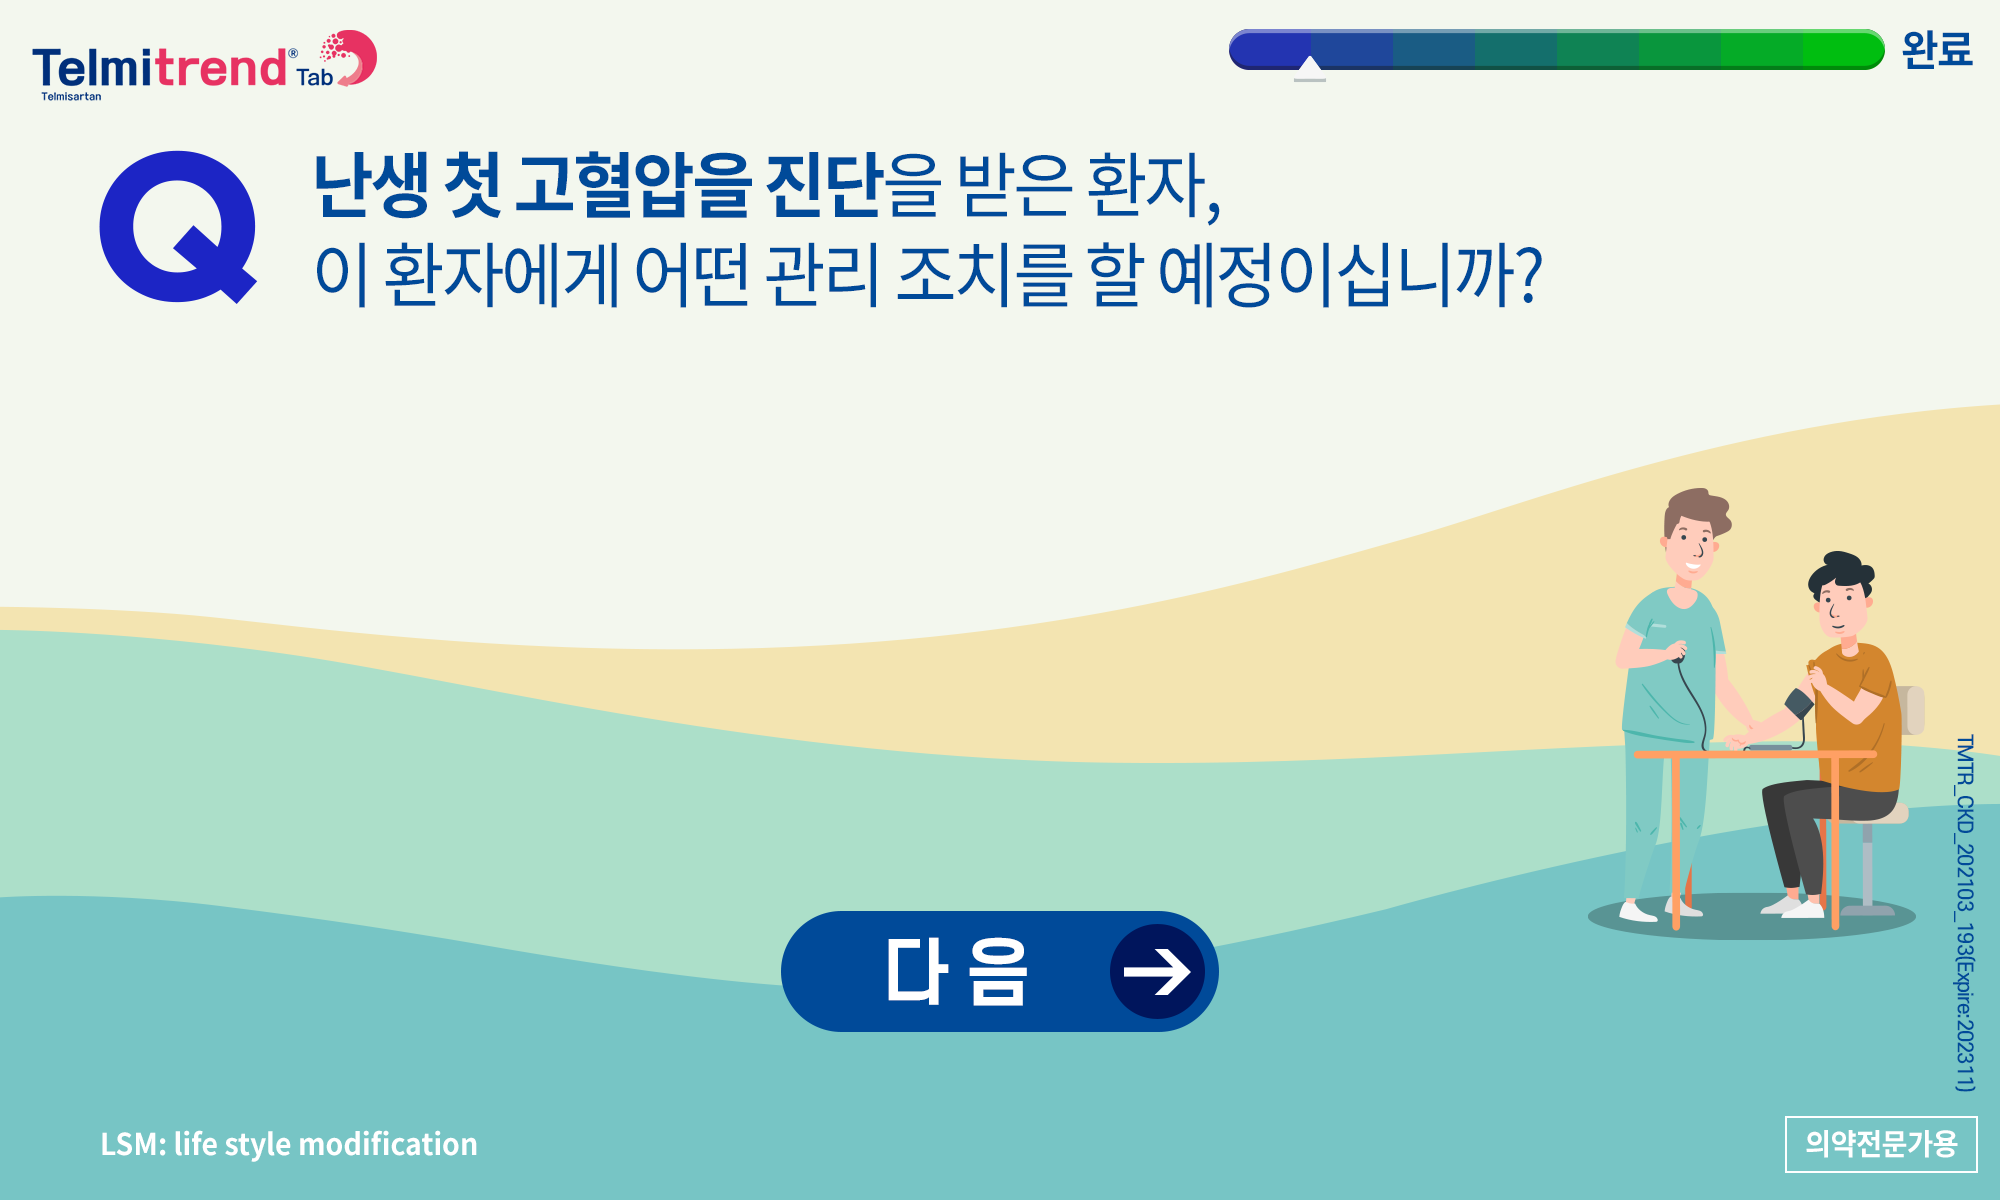 Telmitrend® Tab
Telmisartan
완료
Q
난생 첫 고혈압을 진단을 받은 환자,
이 환자에게 어떤 관리 조치를 할 예정이십니까?
다음
TMTR_CKD_202103_193(Expire:202311)
LSM: life style modification
의약전문가용